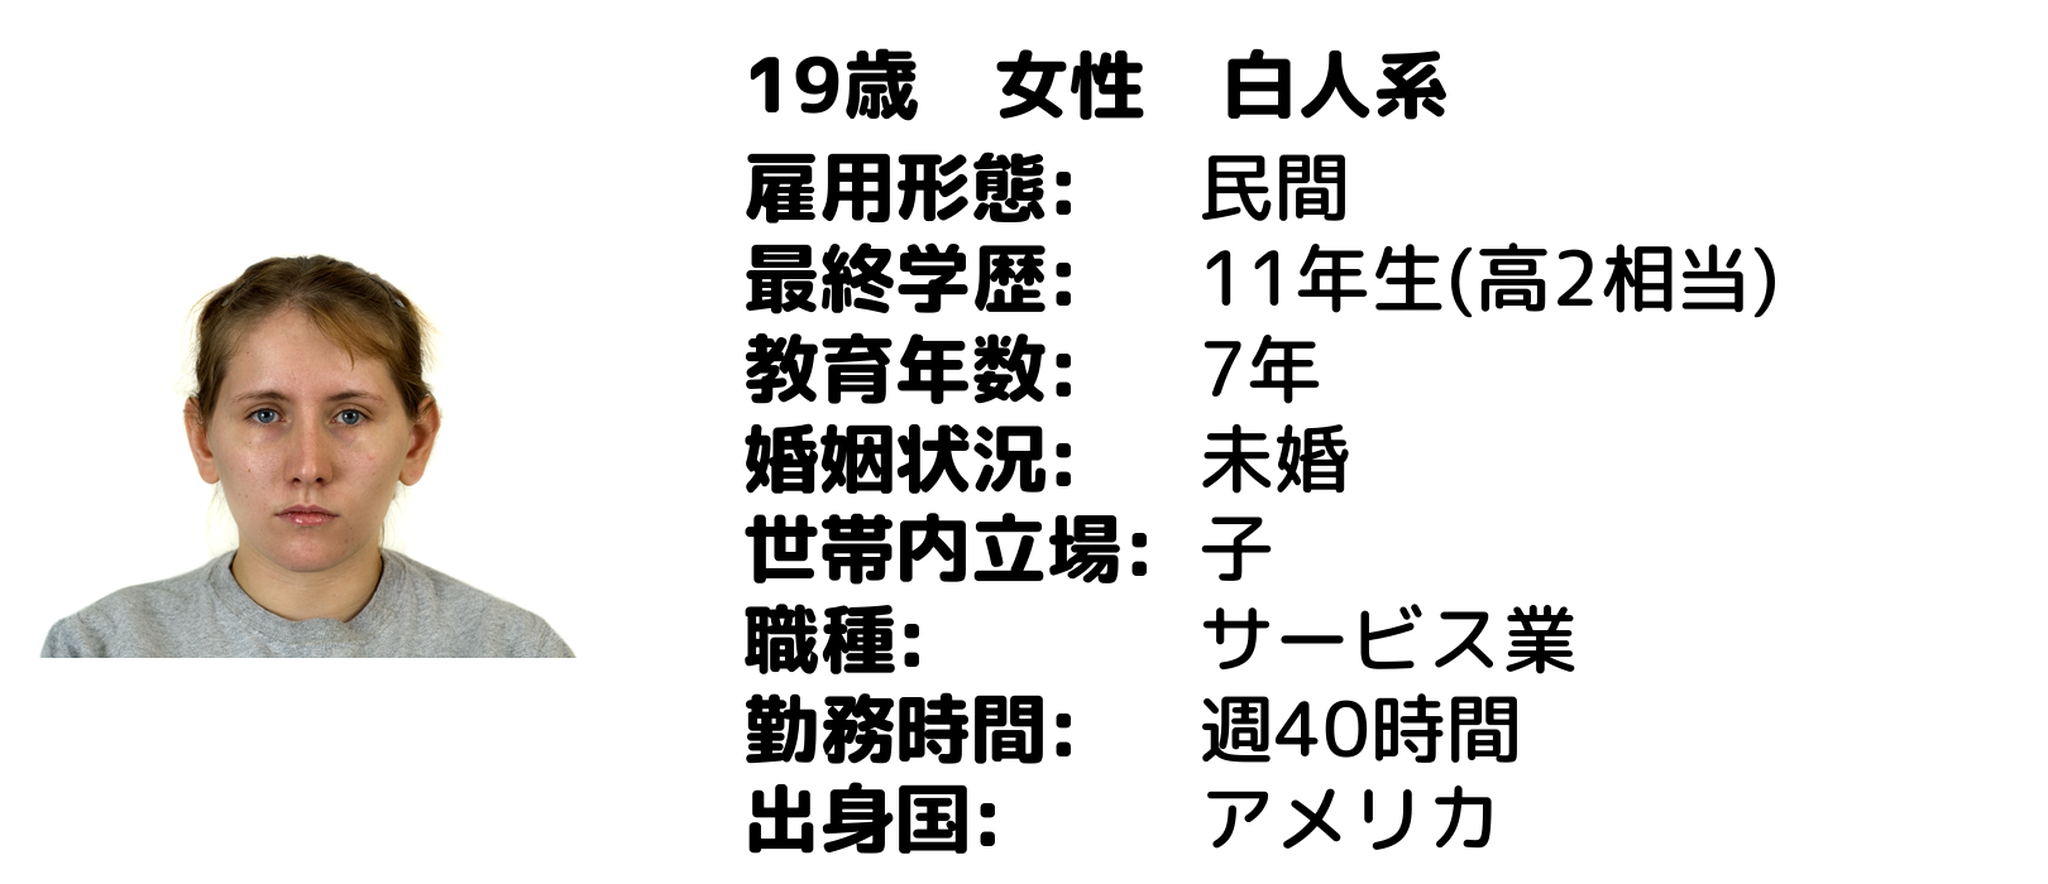 19歳　女性　白人系
雇用形態: 民間
最終学歴: 11年生(高2相当)
教育年数: 7年
婚姻状況: 未婚
世帯内立場: 子
職種: サービス業
勤務時間: 週40時間
出身国: アメリカ